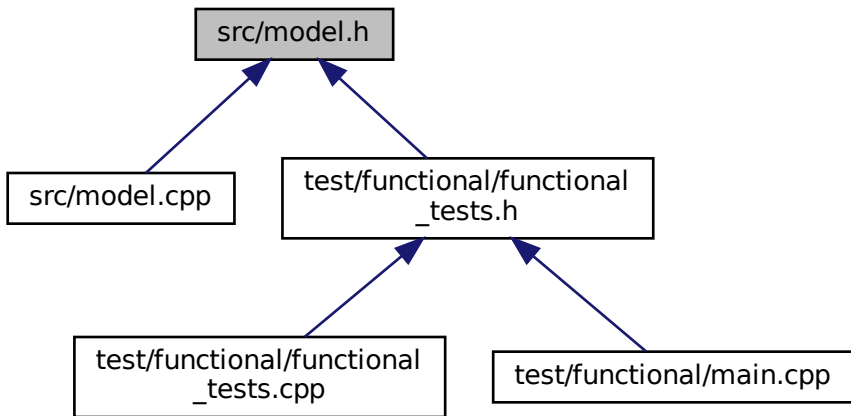 src/model.h
src/model.cpp
test/functional/functional
_tests.h
test/functional/functional
_tests.cpp
test/functional/main.cpp